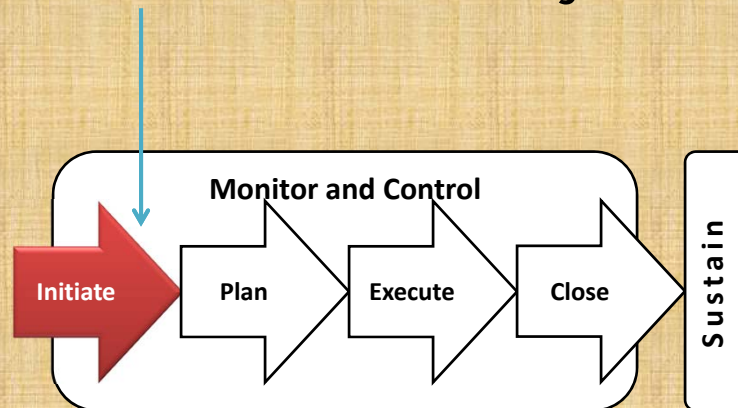 Monitor and Control
Initiate
Plan
Execute
Close
Sustain